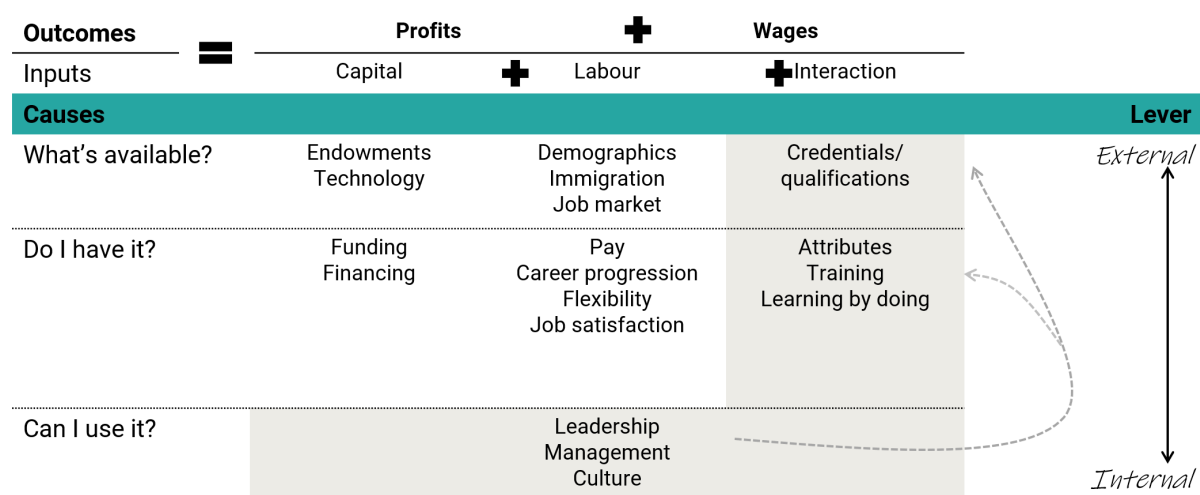 Outcomes
=
Profits
+
Wages
Inputs
Capital
+
Labour
+
Interaction
Causes
Lever
What's available?
Endowments
Technology
Demographics
Immigration
Job market
Credentials/
qualifications
External
Do I have it?
Funding
Financing
Pay
Career progression
Flexibility
Job satisfaction
Attributes
Training
Learning by doing
Can I use it?
Leadership
Management
Culture
Internal